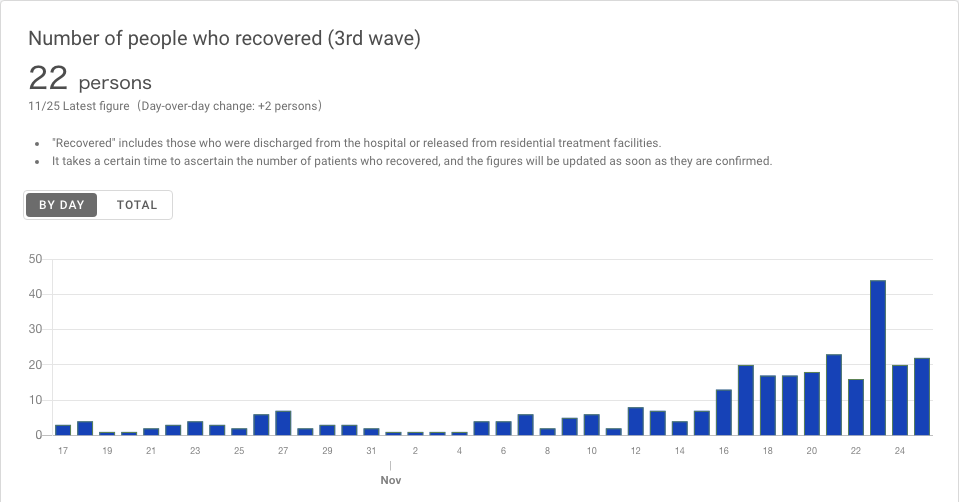 Number of people who recovered (3rd wave)
22 persons
11/25 Latest figure（Day-over-day change: +2 persons）
• "Recovered" includes those who were discharged from the hospital or released from residential treatment facilities.
• It takes a certain time to ascertain the number of patients who recovered, and the figures will be updated as soon as they are confirmed.
BY DAY TOTAL
50
40
30
20
10
0
17 19 21 23 25 27 29 31 2 4 6 8 10 12 14 16 18 20 22 24
Nov